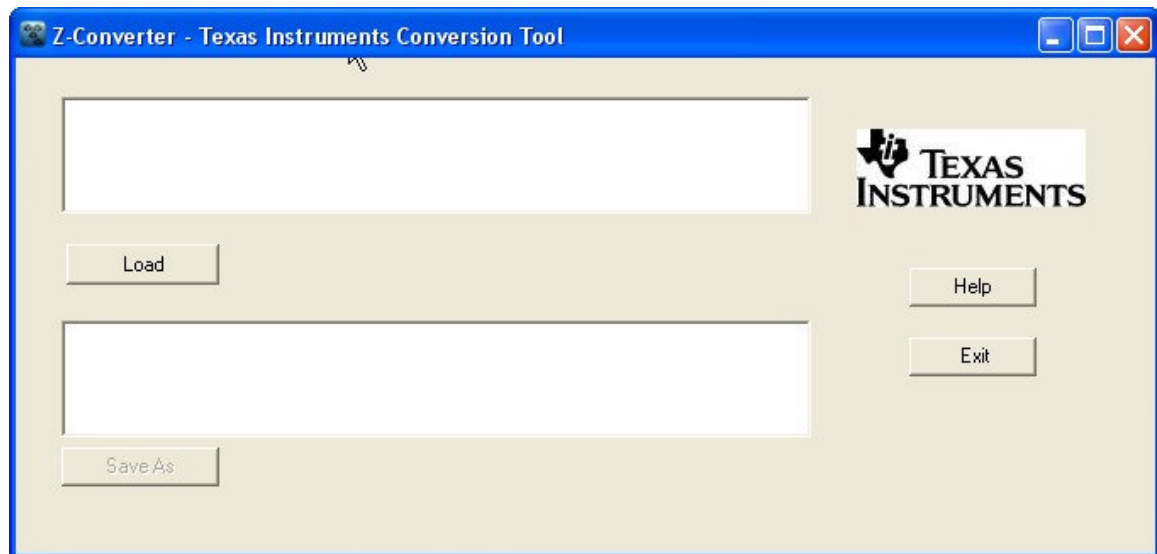 Z-Converter - Texas Instruments Conversion Tool
TEXAS
INSTRUMENTS
Load
Help
Exit
Save As